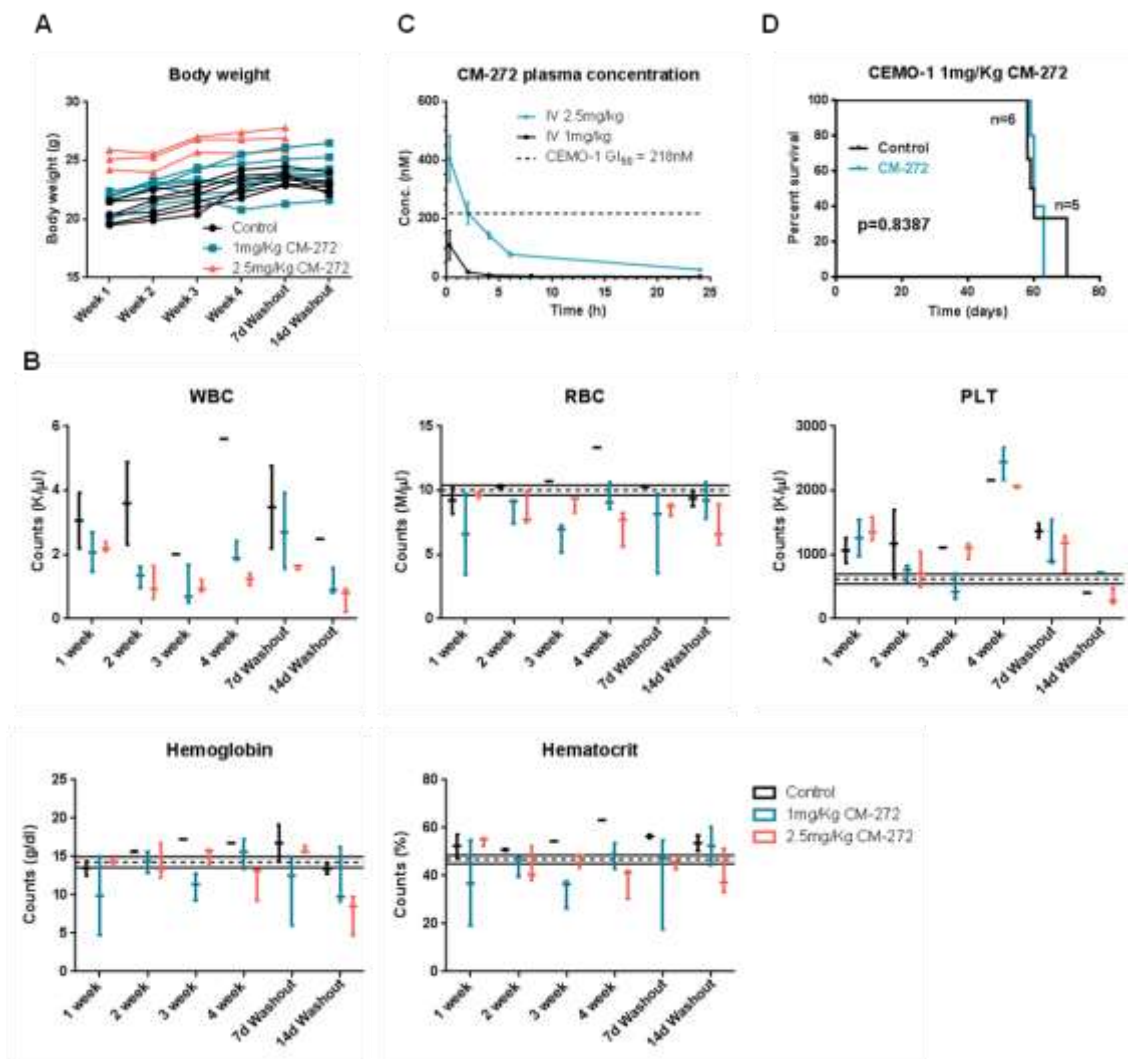 A
Body weight
30
25
20
15
Body weight (g)
Control
1mg/Kg CM-272
2.5mg/Kg CM-272
Week 1
Week 2
Week 3
Week 4
7d Washout
14d Washout
C
CM-272 plasma concentration
600
400
200
0
Conc. (nM)
IV 2.5mg/kg
IV 1mg/kg
CEMO-1 GI50 = 218nM
0 5 10 15 20 25
Time (h)
D
CEMO-1 1mg/Kg CM-272
100
80
60
40
20
0
Percent survival
n=6
Control
CM-272
n=5
p=0.8387
0 20 40 60 80
Time (days)
B
WBC
6
4
2
0
Counts (K/μl)
1 week
2 week
3 week
4 week
7d Washout
14d Washout
RBC
15
10
5
0
Counts (M/μl)
1 week
2 week
3 week
4 week
7d Washout
14d Washout
PLT
3000
2000
1000
0
Counts (K/μl)
1 week
2 week
3 week
4 week
7d Washout
14d Washout
Hemoglobin
25
20
15
10
5
0
Counts (g/dl)
1 week
2 week
3 week
4 week
7d Washout
14d Washout
Hematocrit
80
60
40
20
0
Counts (%)
1 week
2 week
3 week
4 week
7d Washout
14d Washout
Control
1mg/Kg CM-272
2.5mg/Kg CM-272